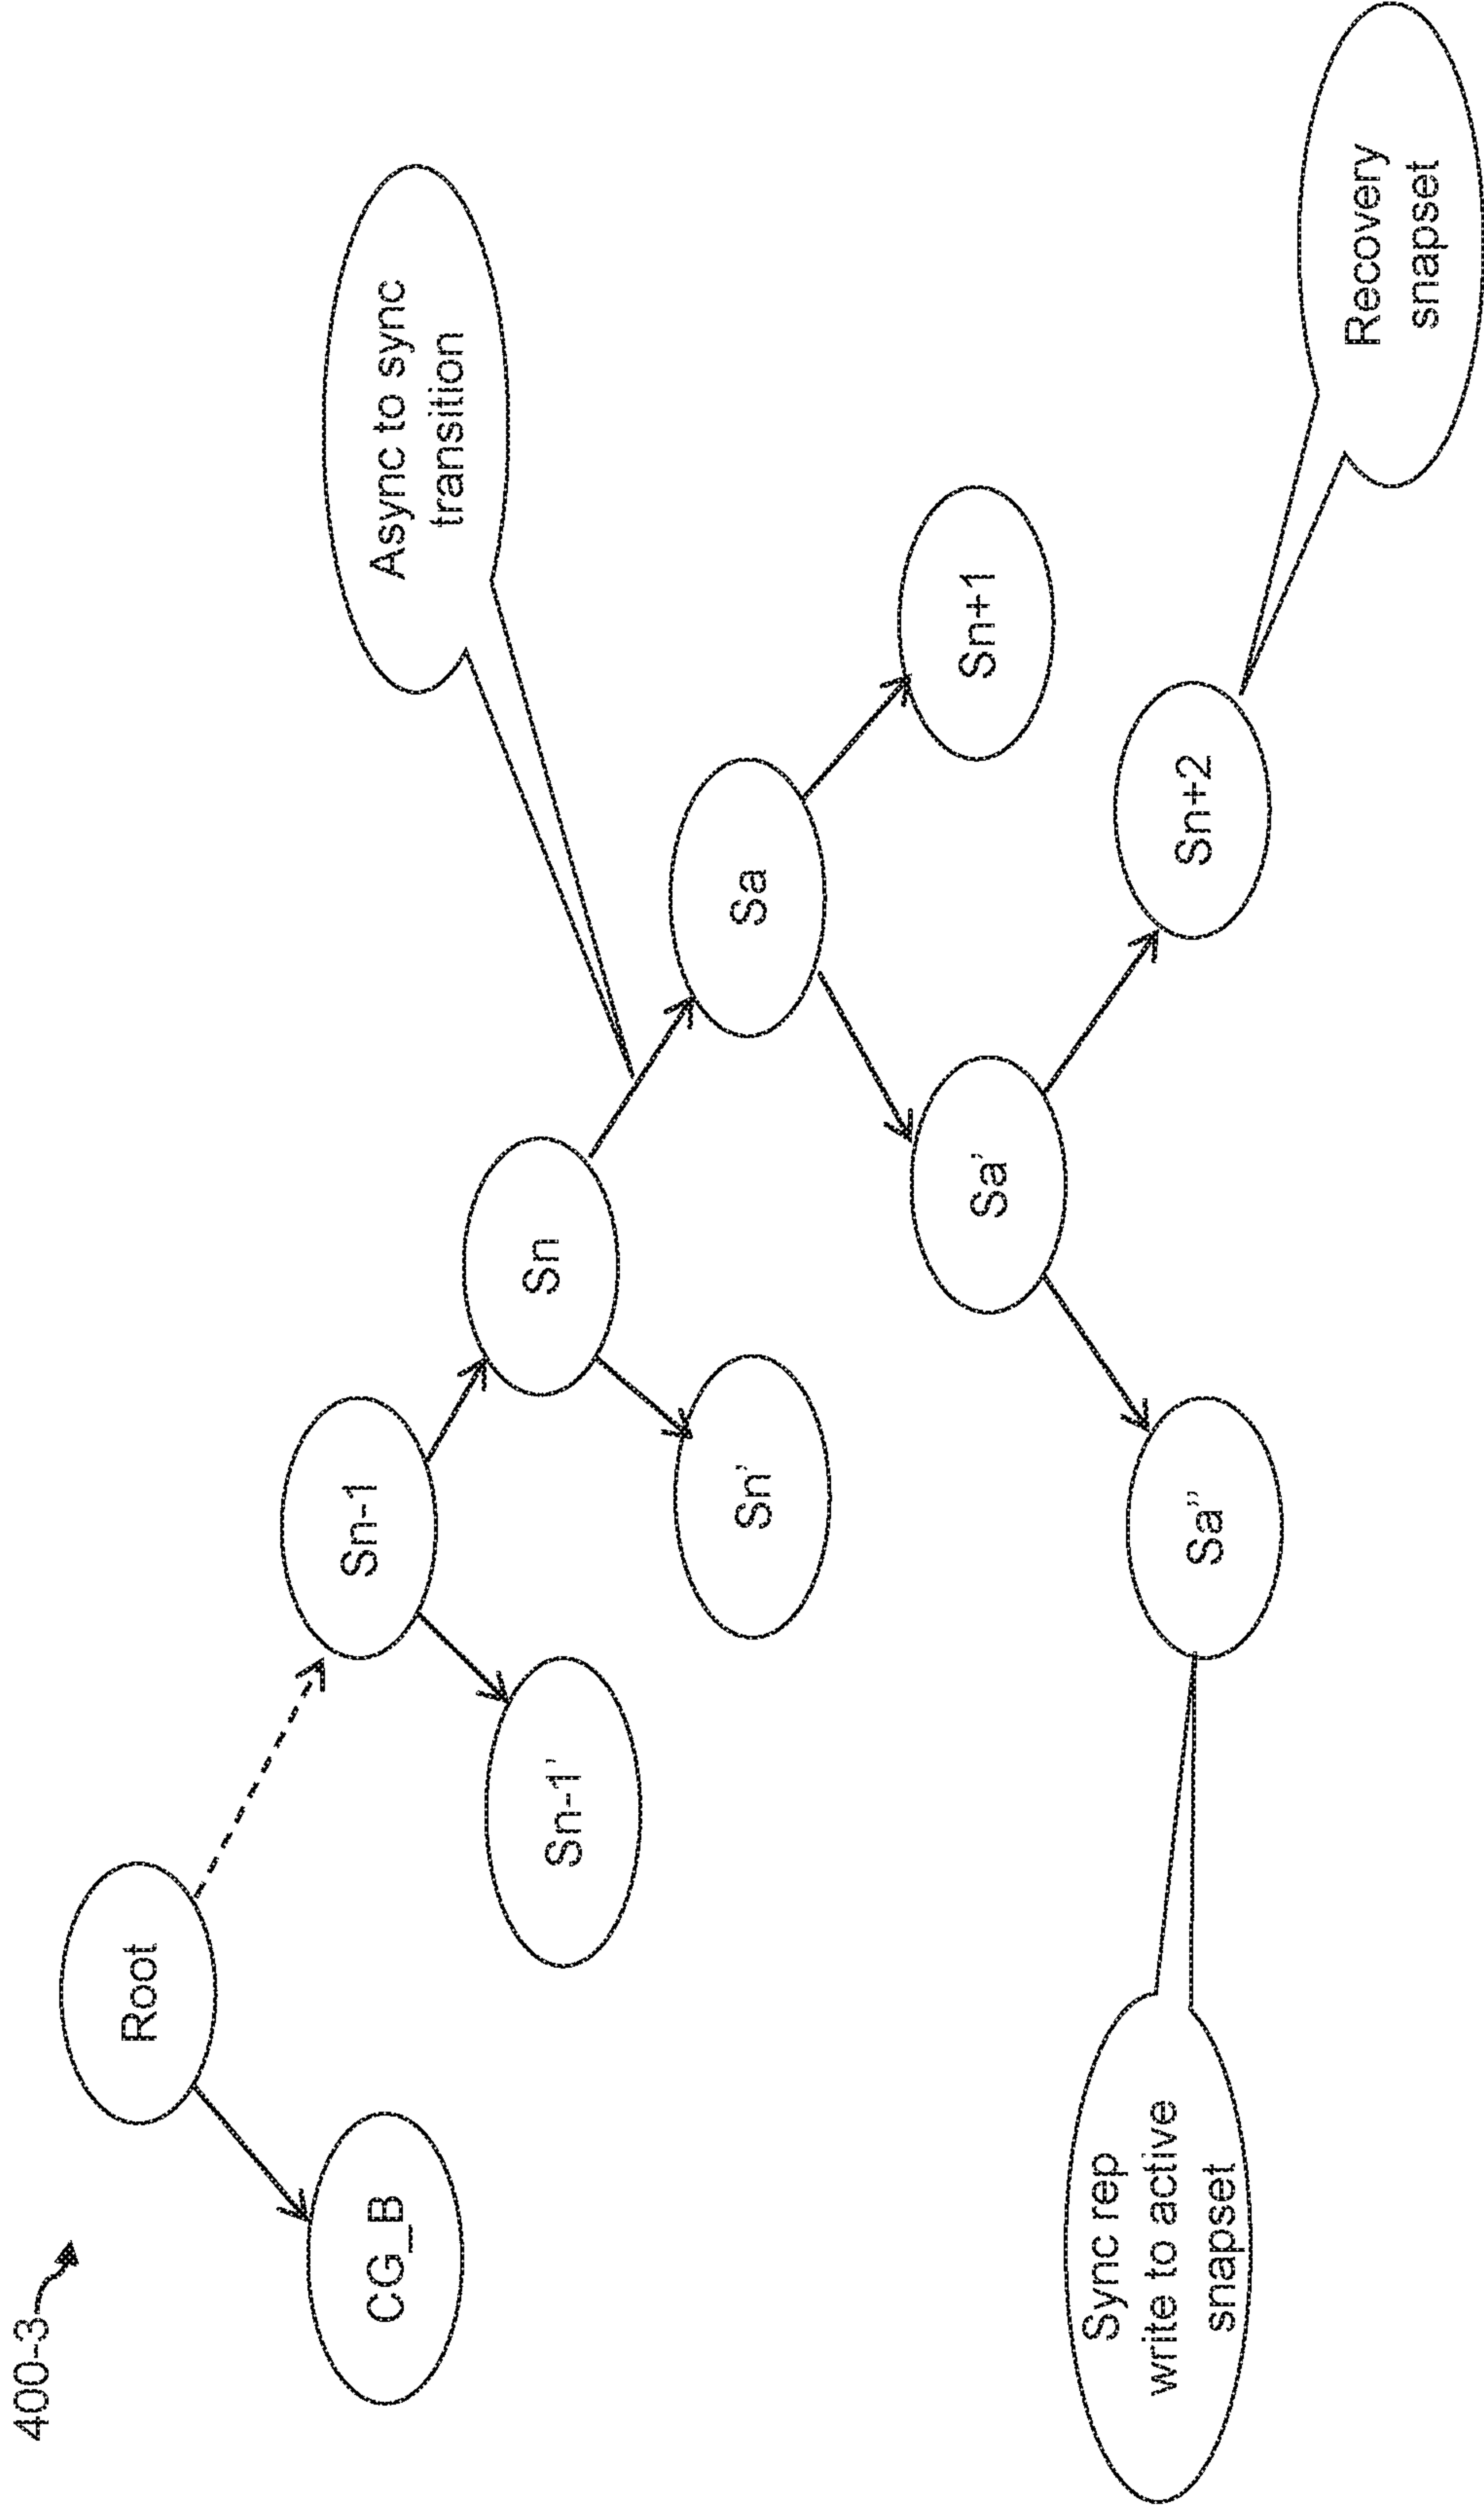 400-3
Root
Sn-1
CG_B
Async to sync
transition
Sn
Sn-1'
Sa
Sn'
Sn+1
Sa'
Sync rep
write to active
snapset
Sa''
Sn+2
Recovery
snapset